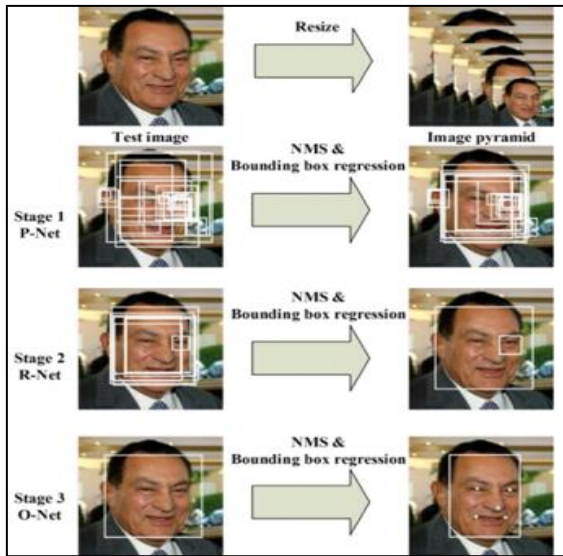 Resize
Test image
Image pyramid
NMS &
Bounding box regression
Stage 1
P-Net
NMS &
Bounding box regression
Stage 2
R-Net
NMS &
Bounding box regression
Stage 3
O-Net